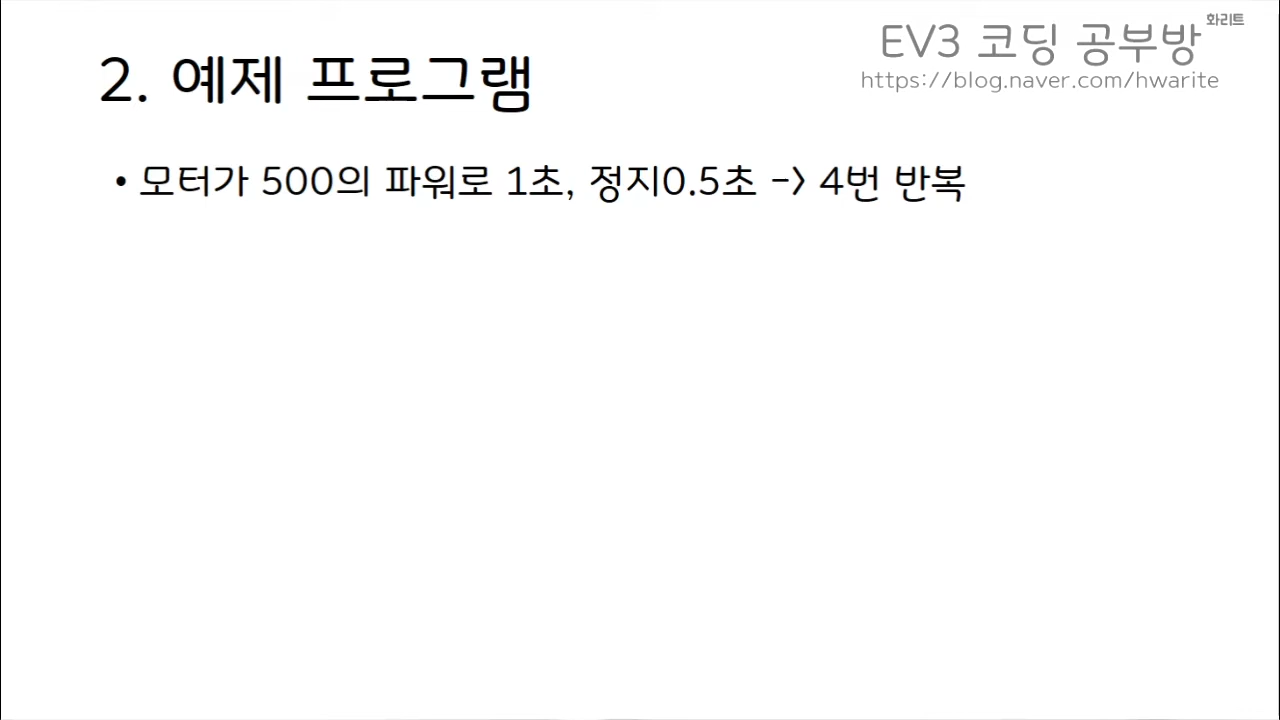 화리트
EV3 코딩 공부방
https://blog.naver.com/hwarite
2. 예제 프로그램
• 모터가 500의 파워로 1초, 정지0.5초 -> 4번 반복